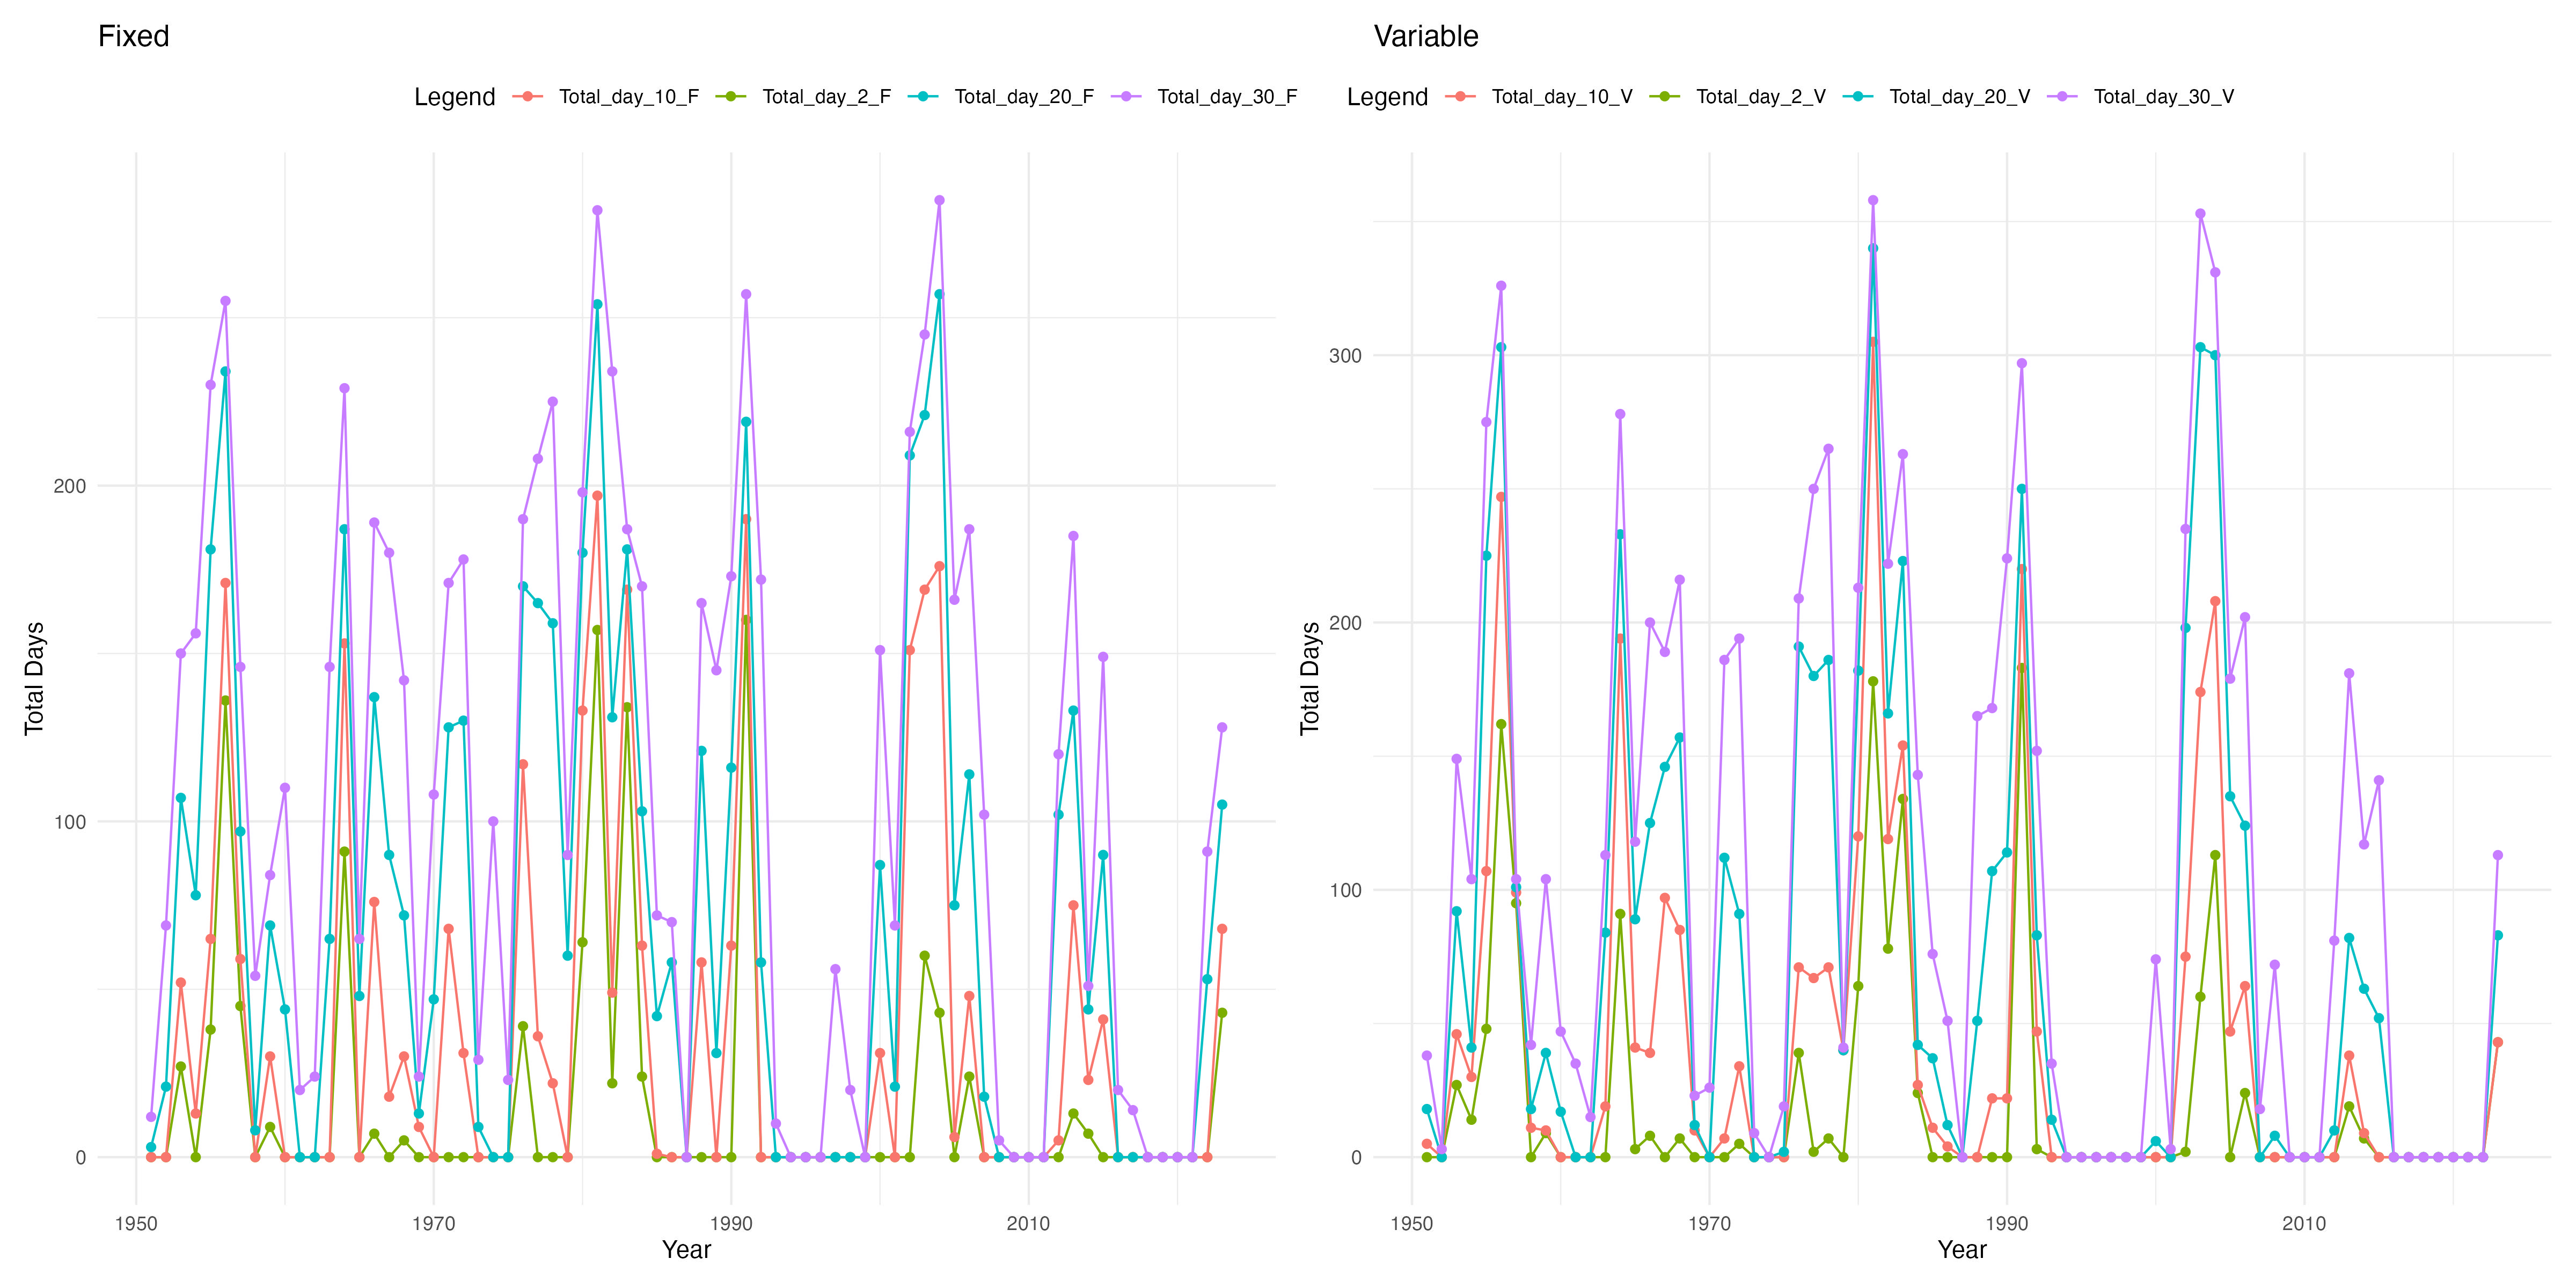 Fixed
Legend Total_day_10_F Total_day_2_F Total_day_20_F Total_day_30_F
200
100
0
Total Days
1950 1970 1990 2010
Year
Variable
Legend Total_day_10_V Total_day_2_V Total_day_20_V Total_day_30_V
300
200
100
0
Total Days
1950 1970 1990 2010
Year